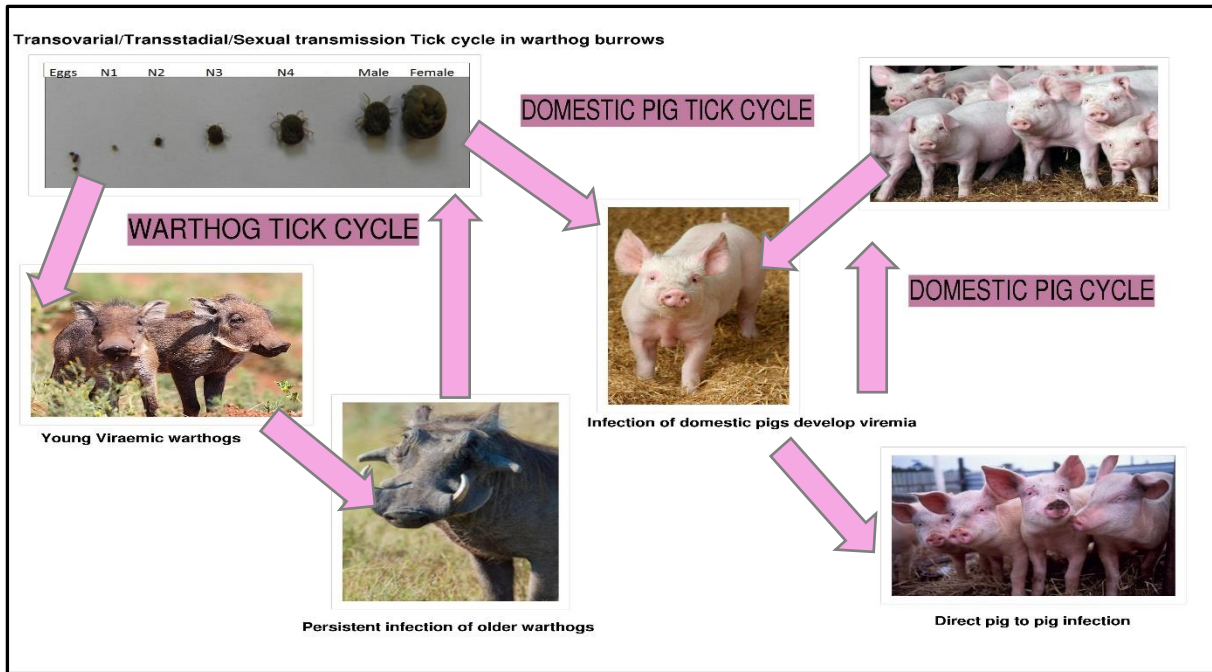 Transovarial/Transstadial/Sexual transmission Tick cycle in warthog burrows
Eggs N1 N2 N3 N4 Male Female
DOMESTIC PIG TICK CYCLE
WARTHOG TICK CYCLE
DOMESTIC PIG CYCLE
Infection of domestic pigs develop viremia
Young Viraemic warthogs
Persistent infection of older warthogs
Direct pig to pig infection